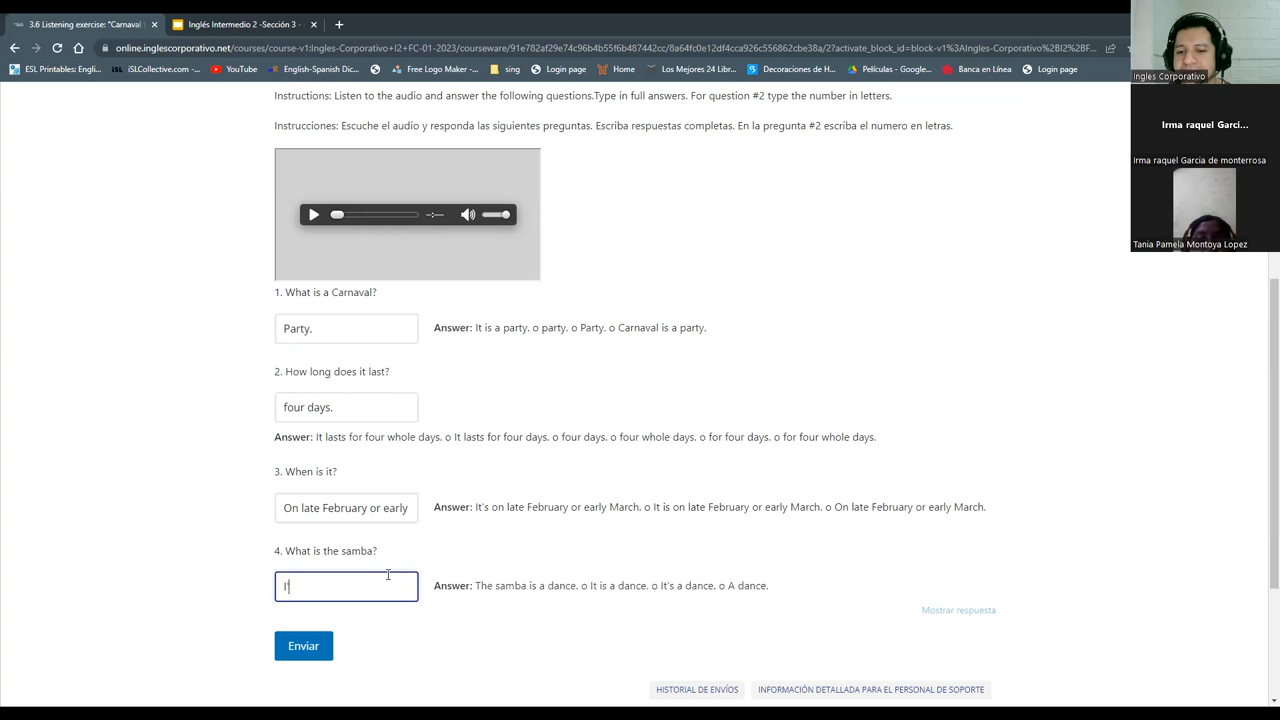 3.6 Listening exercise: "Carnaval
Inglés Intermedio 2 -Sección 3 -
online.inglescorporativo.net/courses/course-v1:Ingles-Corporativo+I2+FC-01-2023/courseware/91e782af29e74c96b4b55f6b487442cc/8a64fc0e12df4cca926c556862cbe38a/2?activate_block_id=block-v1%3AIngles-Corporativo%2BI2%2BF...
ESL Printables: Engli...
iSLCollective.com -...
YouTube
English-Spanish Dic...
Free Logo Maker...
sing
Login page
Home
Los Mejores 24 Libr...
Decoraciones de H...
Películas - Google...
Banca en Línea
Login page
Ingles Corporativo
Irma raquel Garci...
Irma raquel Garcia de monterrosa
Tania Pamela Montoya Lopez
Instructions: Listen to the audio and answer the following questions.Type in full answers. For question #2 type the number in letters.
Instrucciones: Escuche el audio y responda las siguientes preguntas. Escriba respuestas completas. En la pregunta #2 escriba el numero en letras.
-:--
1. What is a Carnaval?
Party.
Answer: It is a party. o party. o Party. o Carnaval is a party.
2. How long does it last?
four days.
Answer: It lasts for four whole days. o It lasts for four days. o four days. o four whole days. o for four days. o for four whole days.
3. When is it?
On late February or early
Answer: It's on late February or early March. o It is on late February or early March. o On late February or early March.
4. What is the samba?
I'
Answer: The samba is a dance. o It is a dance. o It's a dance. o A dance.
Mostrar respuesta
Enviar
HISTORIAL DE ENVÍOS
INFORMACIÓN DETALLADA PARA EL PERSONAL DE SOPORTE